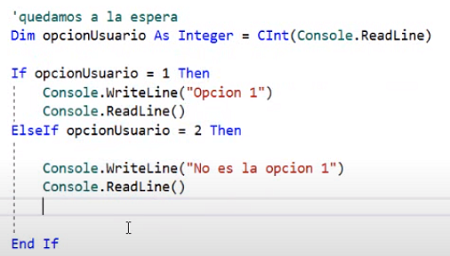 'quedamos a la espera
Dim opcionUsuario As Integer = CInt(Console.ReadLine)
If opcionUsuario = 1 Then
Console.WriteLine("Opcion 1")
Console.ReadLine()
ElseIf opcionUsuario = 2 Then
Console.WriteLine("No es la opcion 1")
Console.ReadLine()
End If